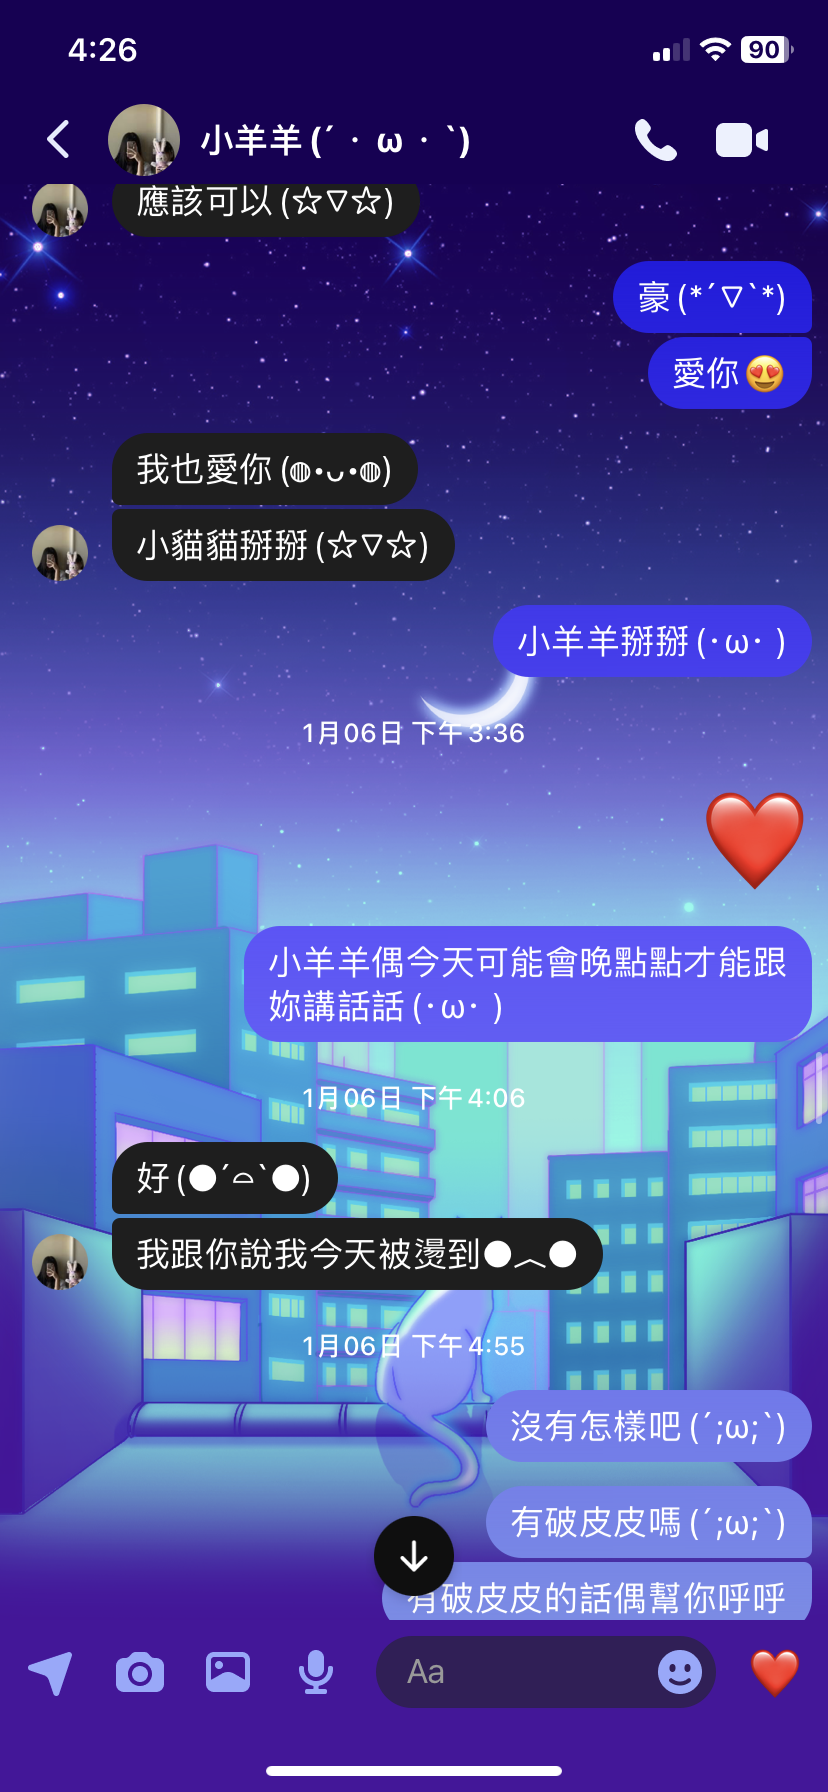 4:26
90
小羊羊 (´・ω・`)
應該可以 (☆▽☆)
豪 (*´▽`*)
愛你😍
我也愛你 (◍•ᴗ•◍)
小貓貓掰掰 (☆▽☆)
小羊羊掰掰 (･ω･ )
1月06日 下午3:36
❤️
小羊羊偶今天可能會晚點點才能跟
妳講話話 (･ω･ )
1月06日 下午4:06
好 (●´⌓`●)
我跟你說我今天被燙到●︿●
1月06日 下午4:55
沒有怎樣吧 (´;ω;`)
有破皮皮嗎 (´;ω;`)
有破皮皮的話偶幫你呼呼
Aa